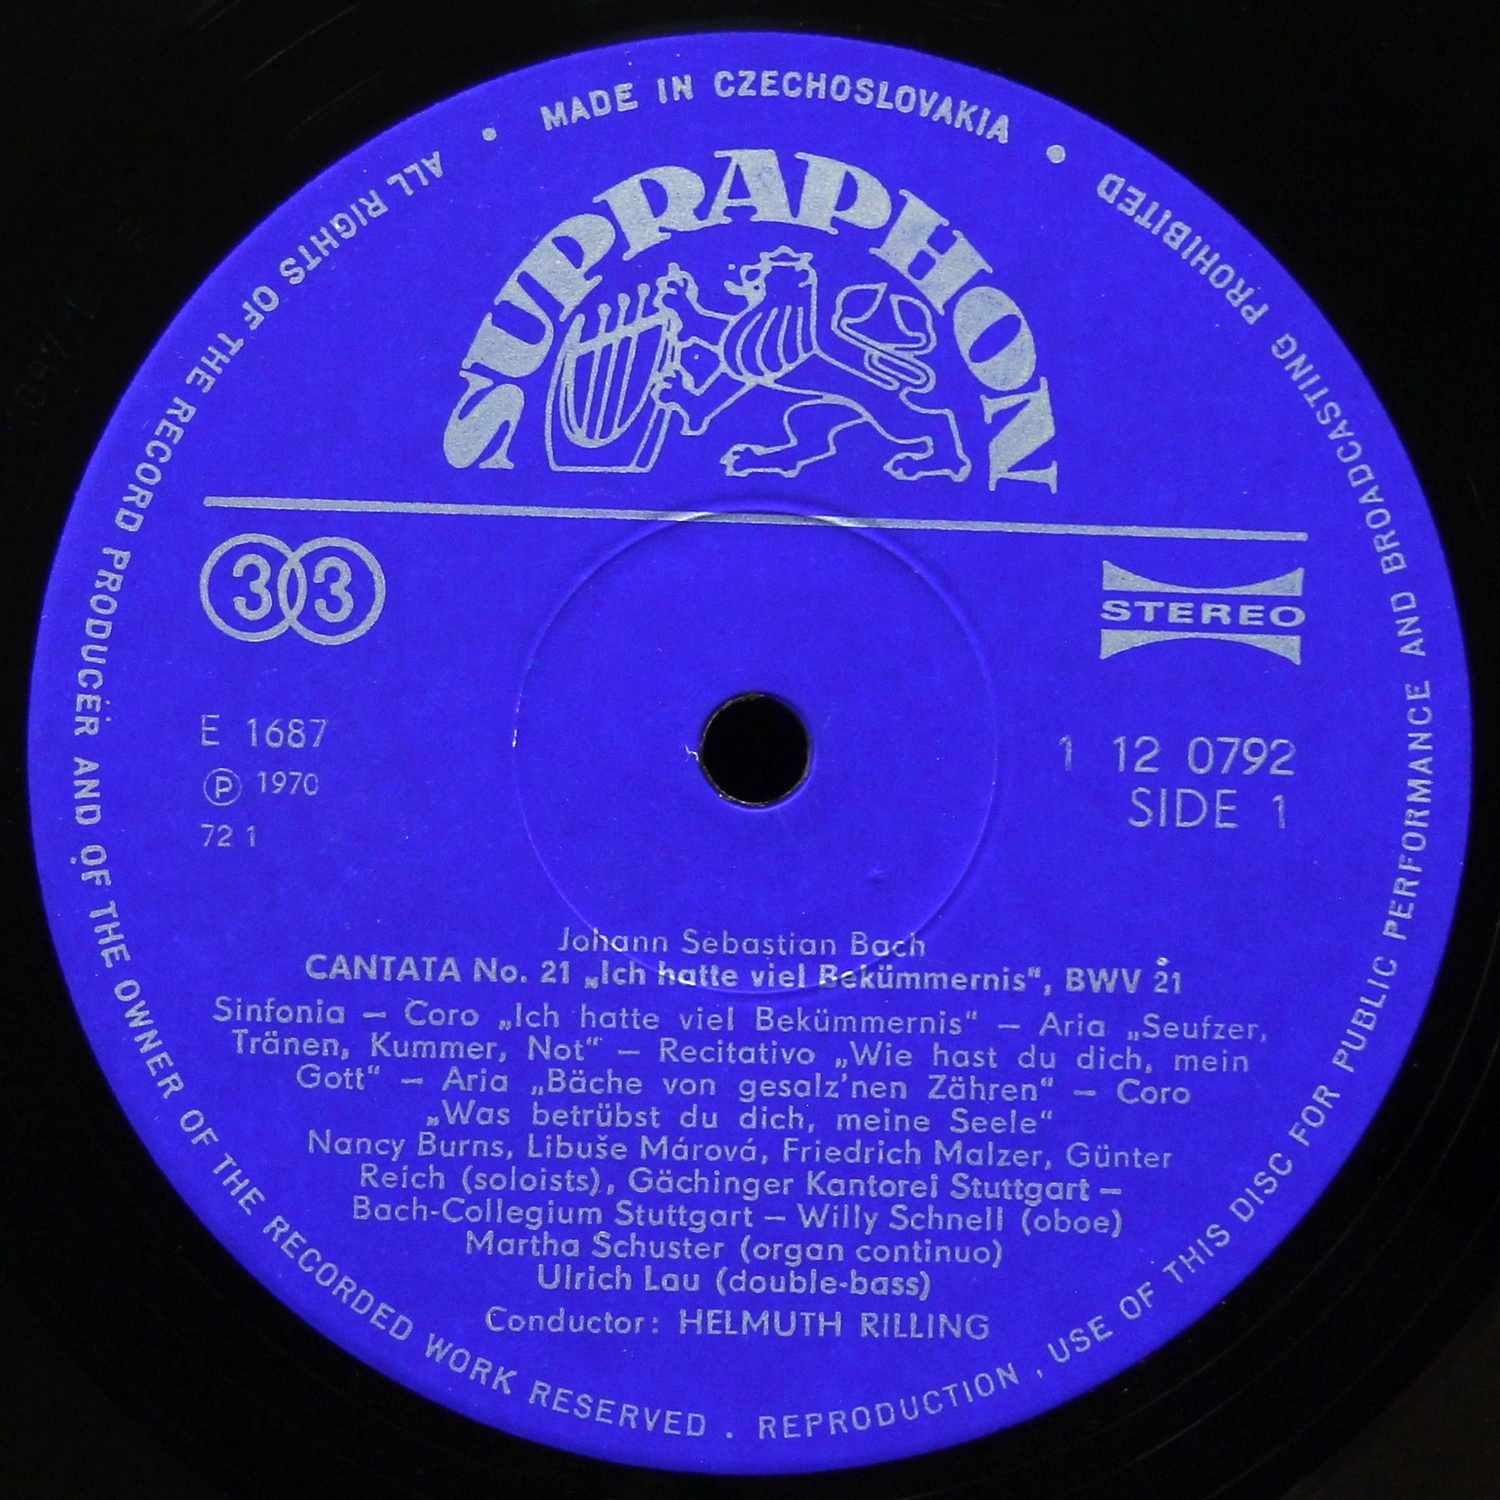 MADE IN CZECHOSLOVAKIA
SUPRAPHON
33
STEREO
E 1687
Ⓟ 1970
72 1
1 12 0792
SIDE 1
Johann Sebastian Bach
CANTATA No. 21 „Ich hatte viel Bekümmernis“, BWV 21
Sinfonia — Coro „Ich hatte viel Bekümmernis“ — Aria „Seufzer,
Tränen, Kummer, Not“ — Recitativo „Wie hast du dich, mein
Gott“ — Aria „Bäche von gesalz'nen Zähren“ — Coro
„Was betrübst du dich, meine Seele“
Nancy Burns, Libuše Márová, Friedrich Malzer, Günter
Reich (soloists), Gächinger Kantorei Stuttgart —
Bach-Collegium Stuttgart — Willy Schnell (oboe)
Martha Schuster (organ continuo)
Ulrich Lau (double-bass)
Conductor: HELMUTH RILLING
ALL RIGHTS OF THE RECORD PRODUCER AND OF THE OWNER OF THE RECORDED WORK RESERVED . REPRODUCTION , USE OF THIS DISC FOR PUBLIC PERFORMANCE AND BROADCASTING PROHIBITED